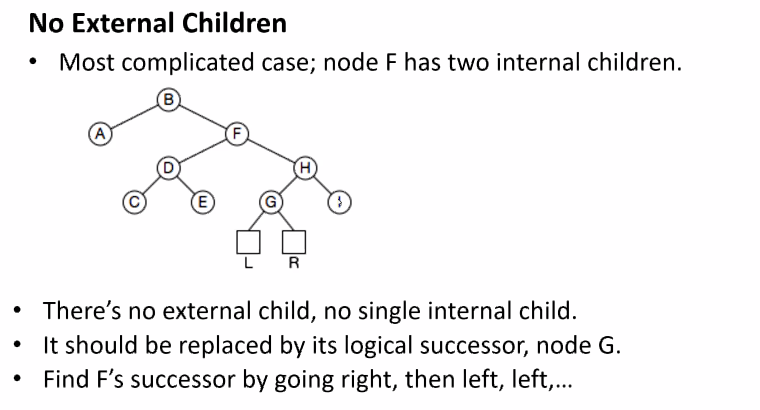 No External Children
• Most complicated case; node F has two internal children.
B
A
F
D
H
C
E
G
L
R
• There's no external child, no single internal child.
• It should be replaced by its logical successor, node G.
• Find F's successor by going right, then left, left,...